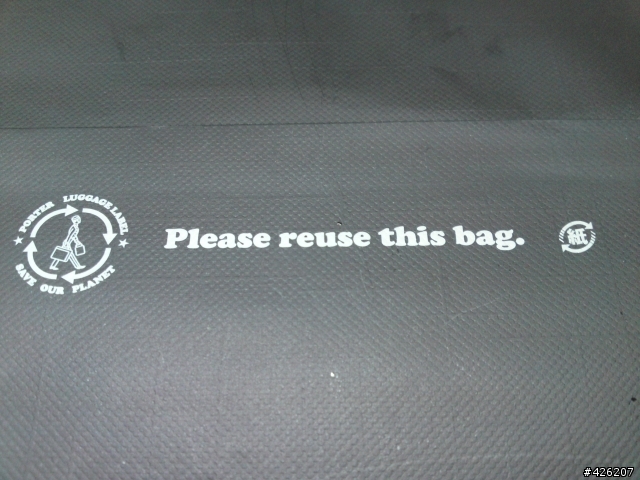 PORTER LUGGAGE LABEL
SAVE OUR PLANET
Please reuse this bag.
紙
#426207